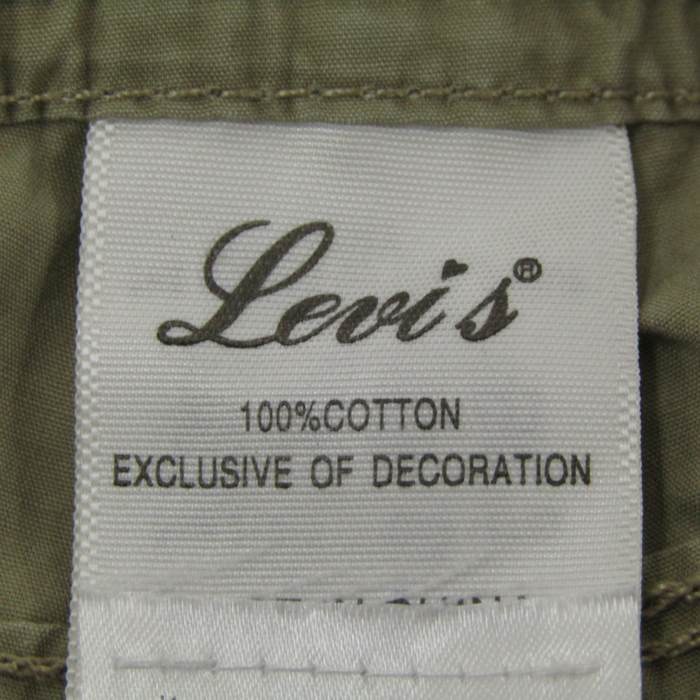 Levi's®
100%COTTON
EXCLUSIVE OF DECORATION